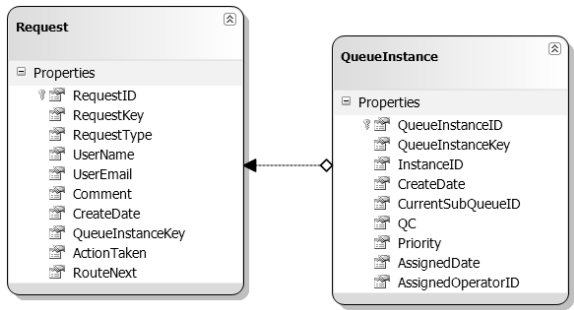 Request
Properties
RequestID
RequestKey
RequestType
UserName
UserEmail
Comment
CreateDate
QueueInstanceKey
ActionTaken
RouteNext
QueueInstance
Properties
QueueInstanceID
QueueInstanceKey
InstanceID
CreateDate
CurrentSubQueueID
QC
Priority
AssignedDate
AssignedOperatorID